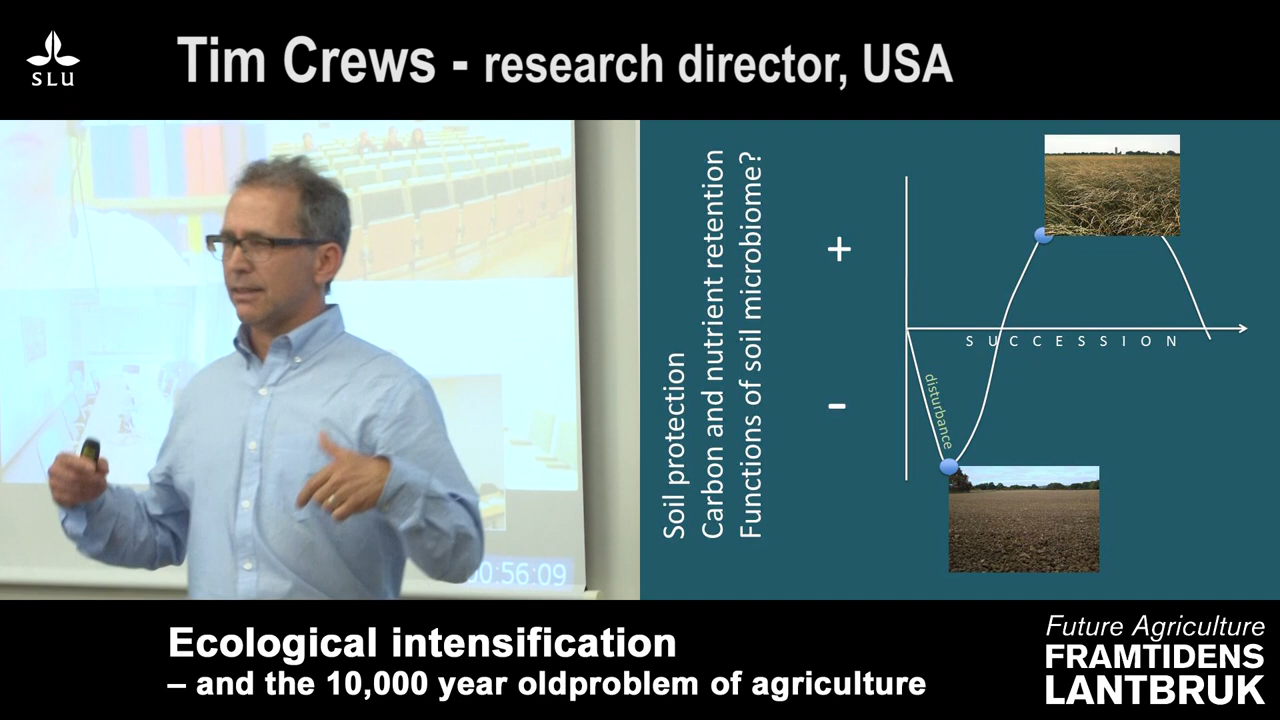 SLU
Tim Crews - research director, USA
Soil protection
Carbon and nutrient retention
Functions of soil microbiome?
+
-
SUCCESSION
disturbance
0:56:09
Ecological intensification
– and the 10,000 year oldproblem of agriculture
Future Agriculture
FRAMTIDENS
LANTBRUK